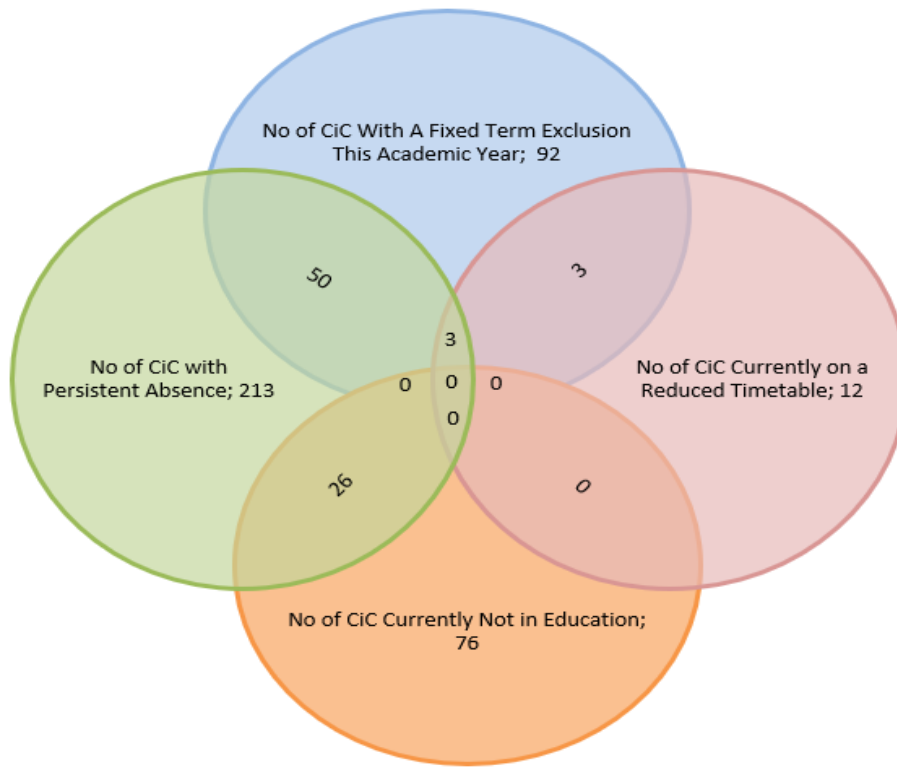 No of CiC With A Fixed Term Exclusion
This Academic Year;  92
50
3
3
No of CiC with
Persistent Absence; 213
0
0
0
No of CiC Currently on a
Reduced Timetable; 12
0
26
0
No of CiC Currently Not in Education;
76